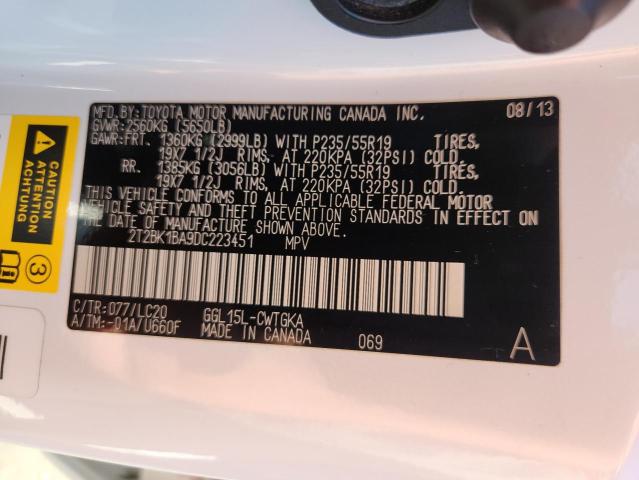 MFD.BY:TOYOTA MOTOR MANUFACTURING CANADA INC. 08/13
GVWR:2560KG (5650LB)
GAWR:FRT. 1360KG (2999LB) WITH P235/55R19 TIRES,
19X7 1/2J RIMS, AT 220KPA (32PSI) COLD.
RR. 1385KG (3056LB) WITH P235/55R19 TIRES,
19X7 1/2J RIMS, AT 220KPA (32PSI) COLD.
THIS VEHICLE CONFORMS TO ALL APPLICABLE FEDERAL MOTOR
VEHICLE SAFETY AND THEFT PREVENTION STANDARDS IN EFFECT ON
THE DATE OF MANUFACTURE SHOWN ABOVE.
2T2BK1BA9DC223451 MPV
C/TR:077/LC20 GGL15L-CWTGKA
A/TM:-01A/U660F MADE IN CANADA 069 A
CAUTION
ATTENTION
CUIDADO
3